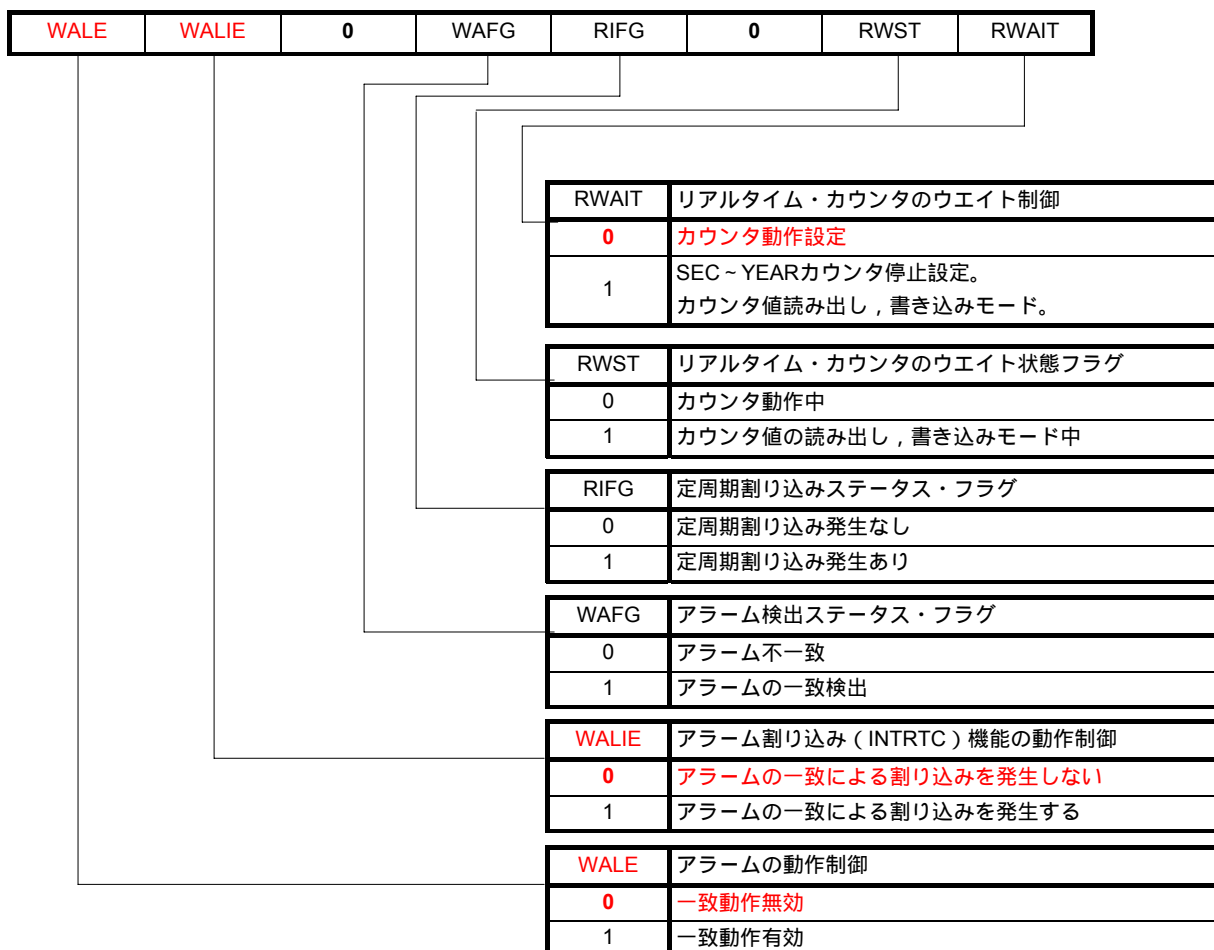 WALE WALIE 0 WAFG RIFG 0 RWST RWAIT
RWAIT リアルタイム・カウンタのウエイト制御
0 カウンタ動作設定
1 SEC~YEARカウンタ停止設定。
カウンタ値読み出し,書き込みモード。
RWST リアルタイム・カウンタのウエイト状態フラグ
0 カウンタ動作中
1 カウンタ値の読み出し,書き込みモード中
RIFG 定周期割り込みステータス・フラグ
0 定周期割り込み発生なし
1 定周期割り込み発生あり
WAFG アラーム検出ステータス・フラグ
0 アラーム不一致
1 アラームの一致検出
WALIE アラーム割り込み(INTRTC)機能の動作制御
0 アラームの一致による割り込みを発生しない
1 アラームの一致による割り込みを発生する
WALE アラームの動作制御
0 一致動作無効
1 一致動作有効